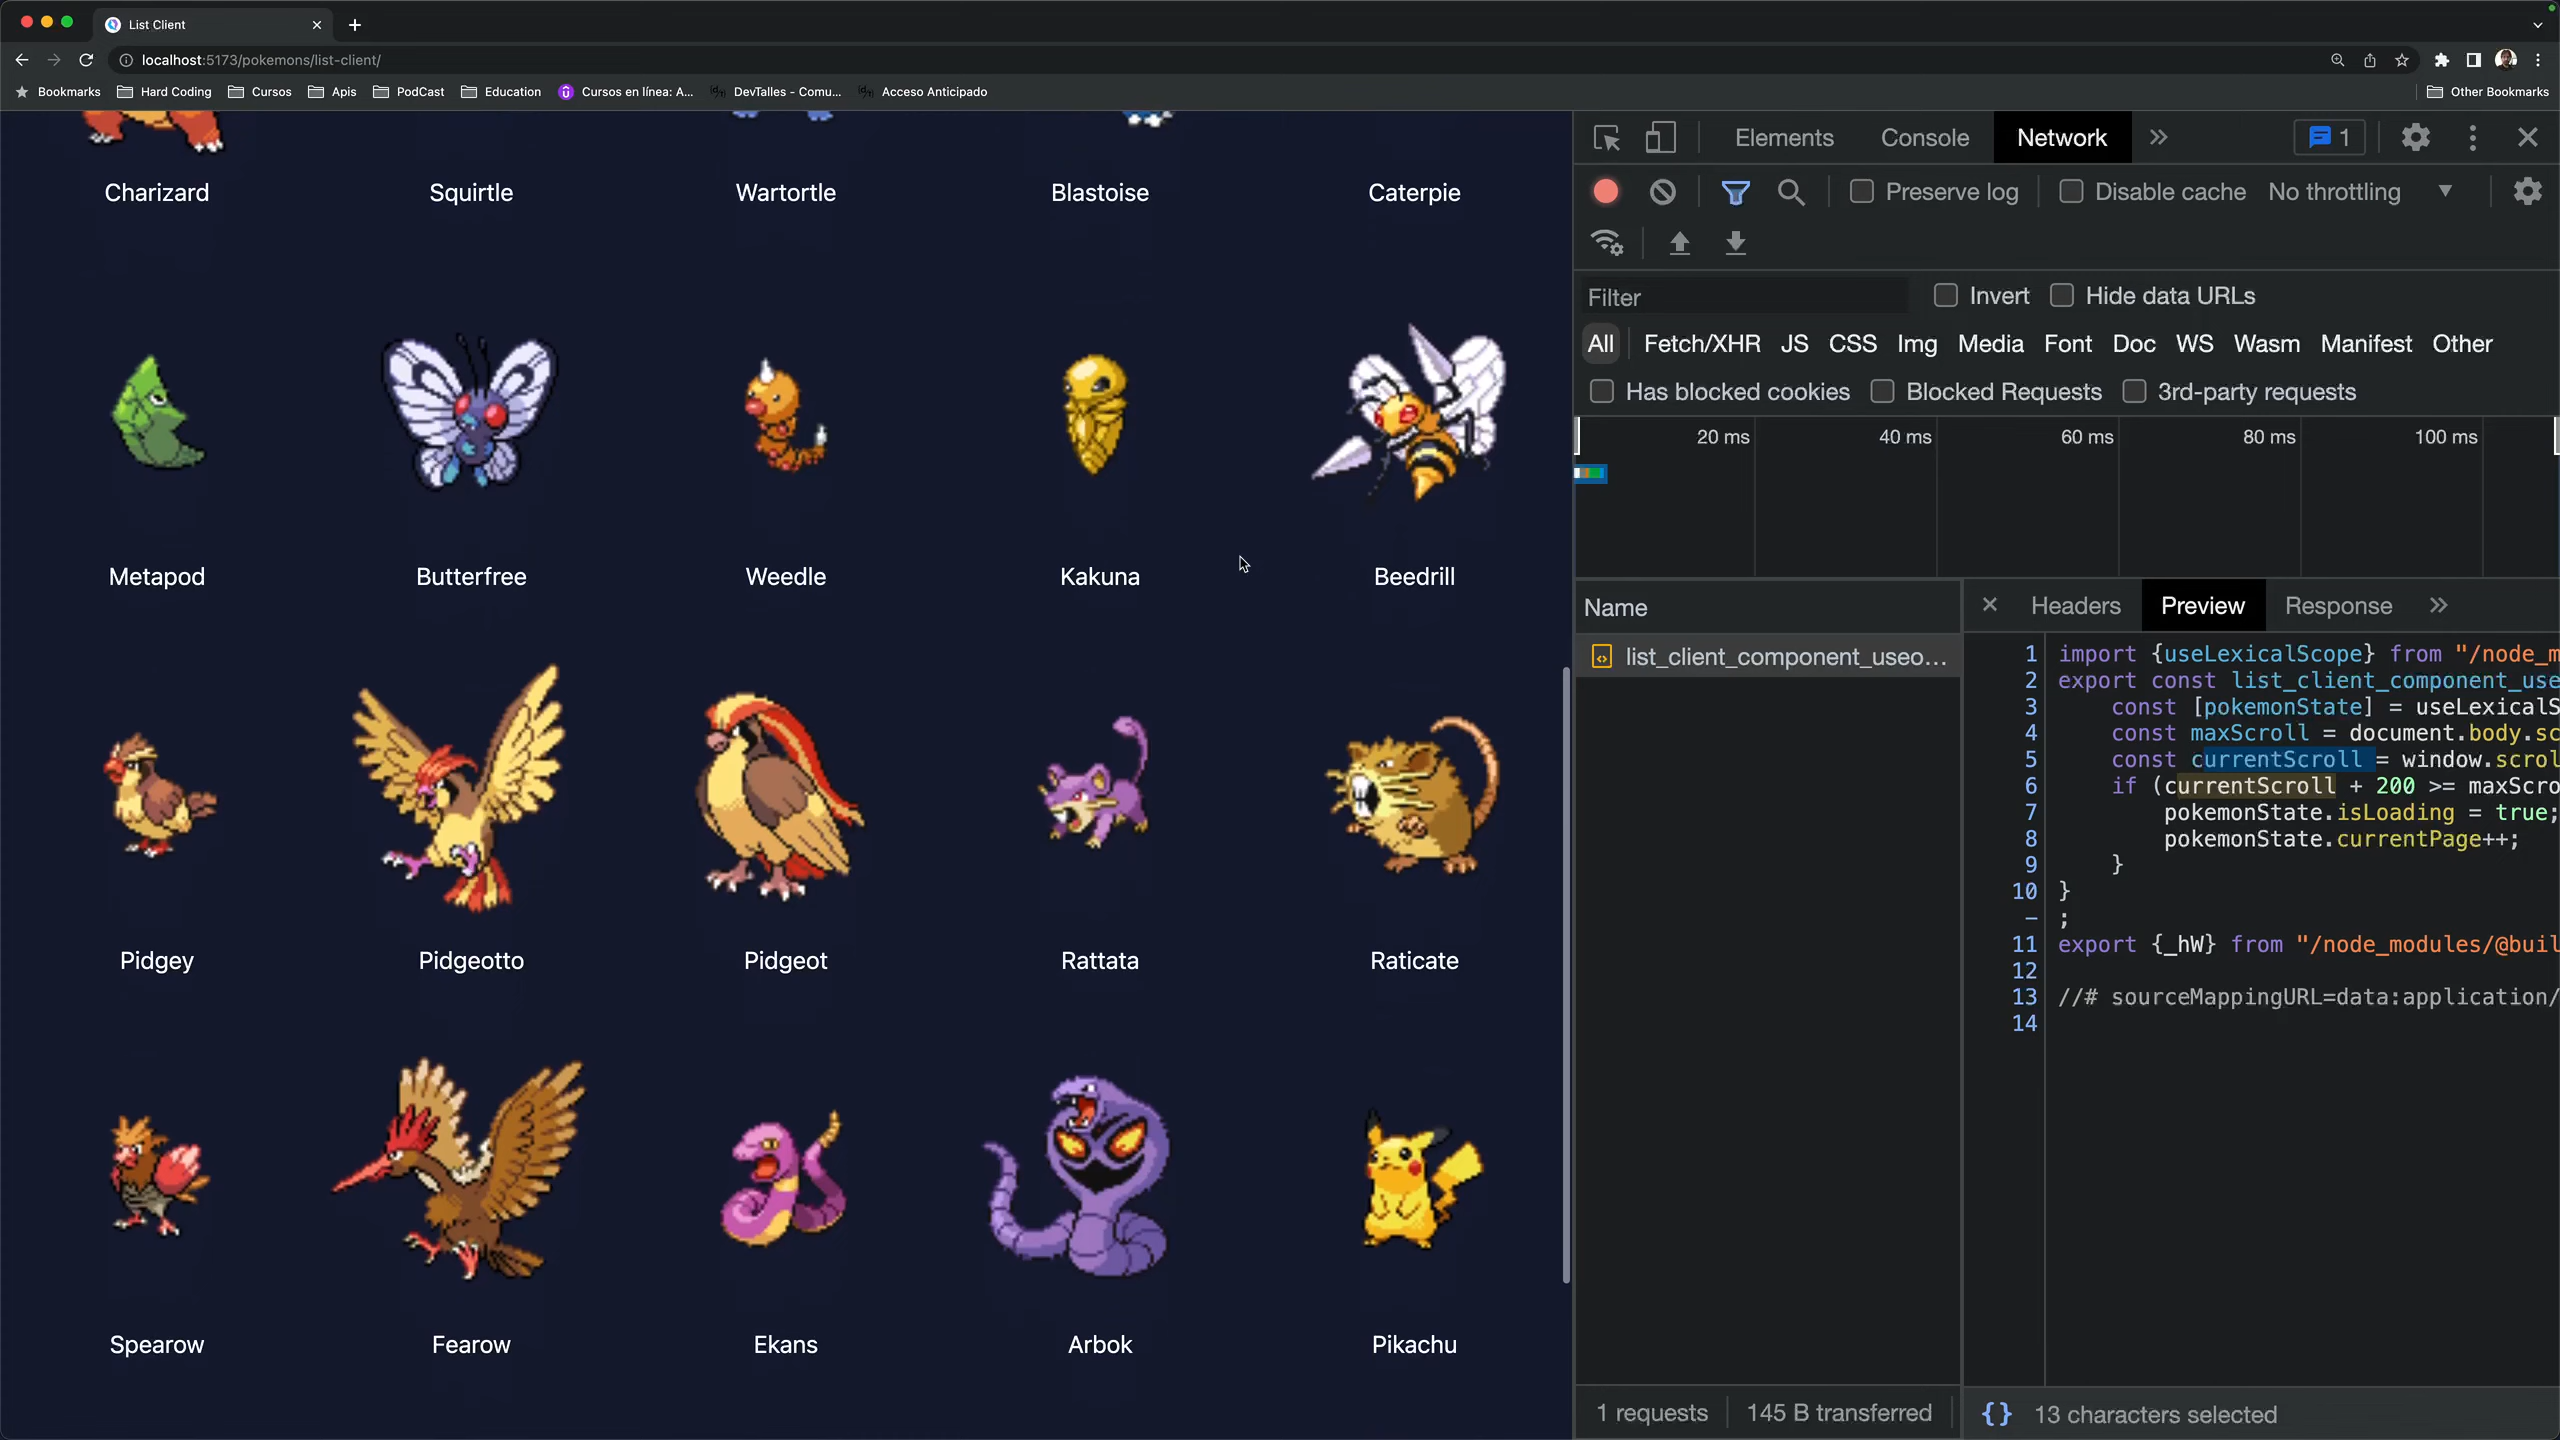 List Client
localhost:5173/pokemons/list-client/
Bookmarks Hard Coding Cursos Apis PodCast Education Cursos en línea: A... DevTalles - Comu... Acceso Anticipado Other Bookmarks
Charizard Squirtle Wartortle Blastoise Caterpie
Metapod Butterfree Weedle Kakuna Beedrill
Pidgey Pidgeotto Pidgeot Rattata Raticate
Spearow Fearow Ekans Arbok Pikachu
Elements Console Network 1
Preserve log Disable cache No throttling
Filter Invert Hide data URLs
All Fetch/XHR JS CSS Img Media Font Doc WS Wasm Manifest Other
Has blocked cookies Blocked Requests 3rd-party requests
20 ms 40 ms 60 ms 80 ms 100 ms
Name
list_client_component_useo...
1 requests 145 B transferred
Headers Preview Response
1 import {useLexicalScope} from "/node_m
2 export const list_client_component_use
3 const [pokemonState] = useLexicalS
4 const maxScroll = document.body.sc
5 const currentScroll = window.scrol
6 if (currentScroll + 200 >= maxScro
7 pokemonState.isLoading = true;
8 pokemonState.currentPage++;
9 }
10 }
- ;
11 export {_hW} from "/node_modules/@buil
12
13 //# sourceMappingURL=data:application/
14
{} 13 characters selected